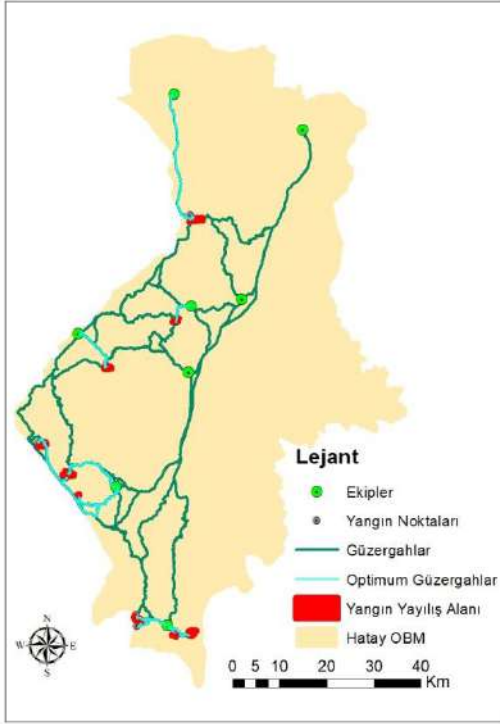 Lejant
Ekipler
Yangın Noktaları
Güzergahlar
Optimum Güzergahlar
Yangın Yayılış Alanı
Hatay OBM
N
W E
S
0 5 10 20 30 40
Km